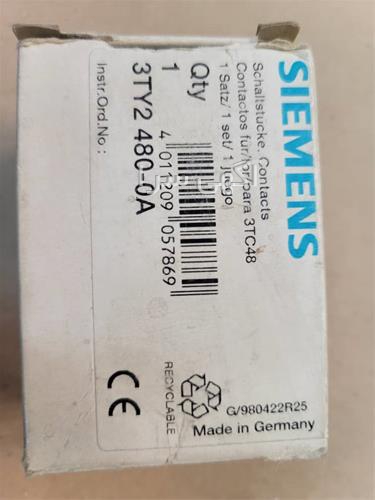 SIEMENS
Schaltstücke, Contacts
Contactos für/for/para 3TC48
1 Satz/ 1 set/ 1 juego
Qty
1
4 011209 057869
3TY2 480-0A
Instr.Ord.No :
RECYCLABLE
CE
G/980422R25
Made in Germany